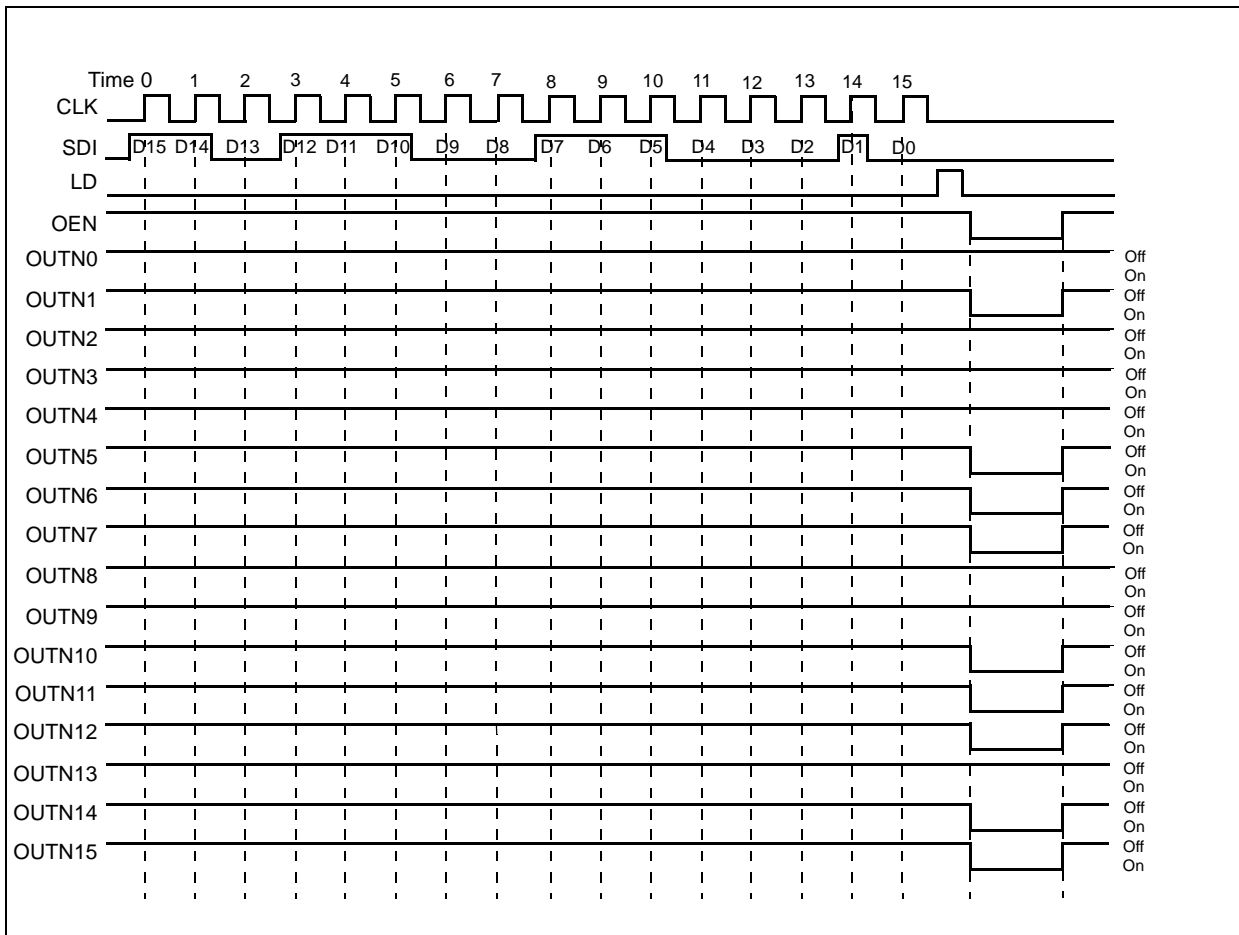 Time 0 1 2 3 4 5 6 7 8 9 10 11 12 13 14 15
CLK
SDI D15 D14 D13 D12 D11 D10 D9 D8 D7 D6 D5 D4 D3 D2 D1 D0
LD
OEN
OUTN0 Off
On
OUTN1 Off
On
OUTN2 Off
On
OUTN3 Off
On
OUTN4 Off
On
OUTN5 Off
On
OUTN6 Off
On
OUTN7 Off
On
OUTN8 Off
On
OUTN9 Off
On
OUTN10 Off
On
OUTN11 Off
On
OUTN12 Off
On
OUTN13 Off
On
OUTN14 Off
On
OUTN15 Off
On